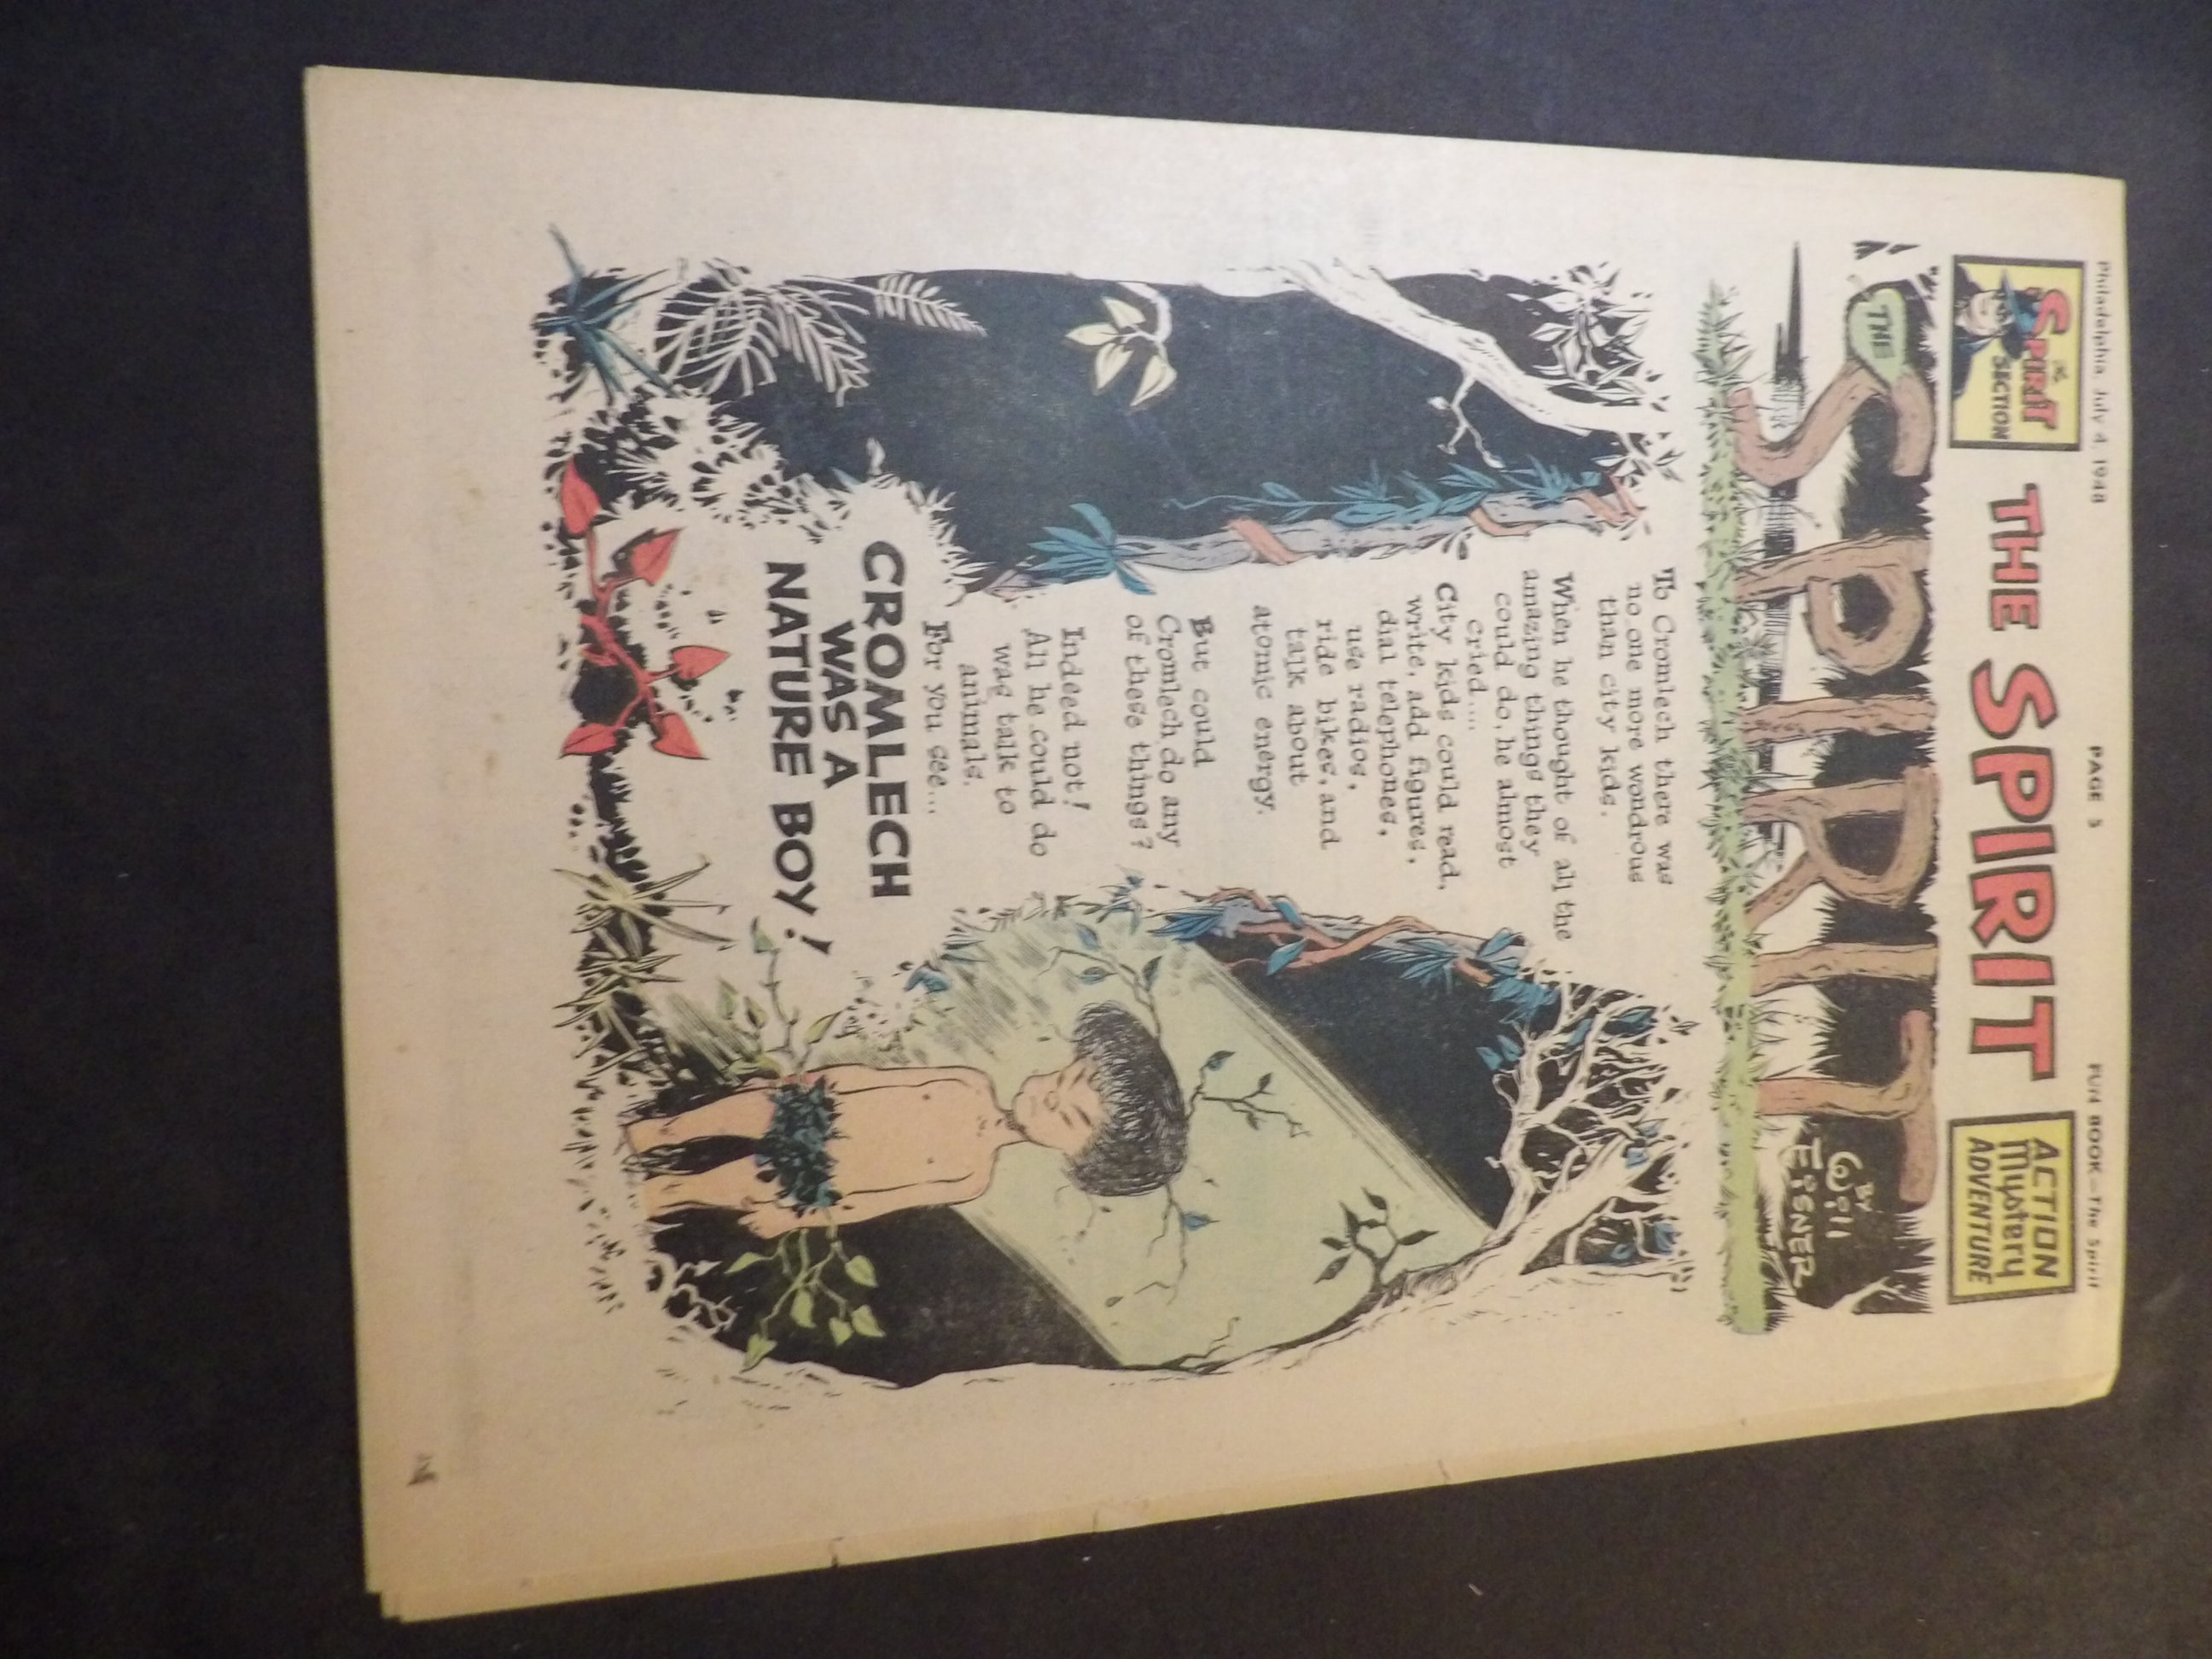 Philadelphia, July 4, 1948
PAGE 5
FUN BOOK—The Spirit
The SPIRIT SECTION
THE SPIRIT
ACTION
Mystery
ADVENTURE
THE
SPIRIT
BY
Will
EISNER
To Cromlech there was
no one more wondrous
than city kids.
When he thought of all the
amazing things they
could do, he almost
cried....
City kids could read,
write, add figures,
dial telephones,
use radios,
ride bikes, and
talk about
atomic energy.
But could
Cromlech do any
of these things?
Indeed not!
All he could do
was talk to
animals.
For you see...
CROMLECH
WAS A
NATURE BOY!